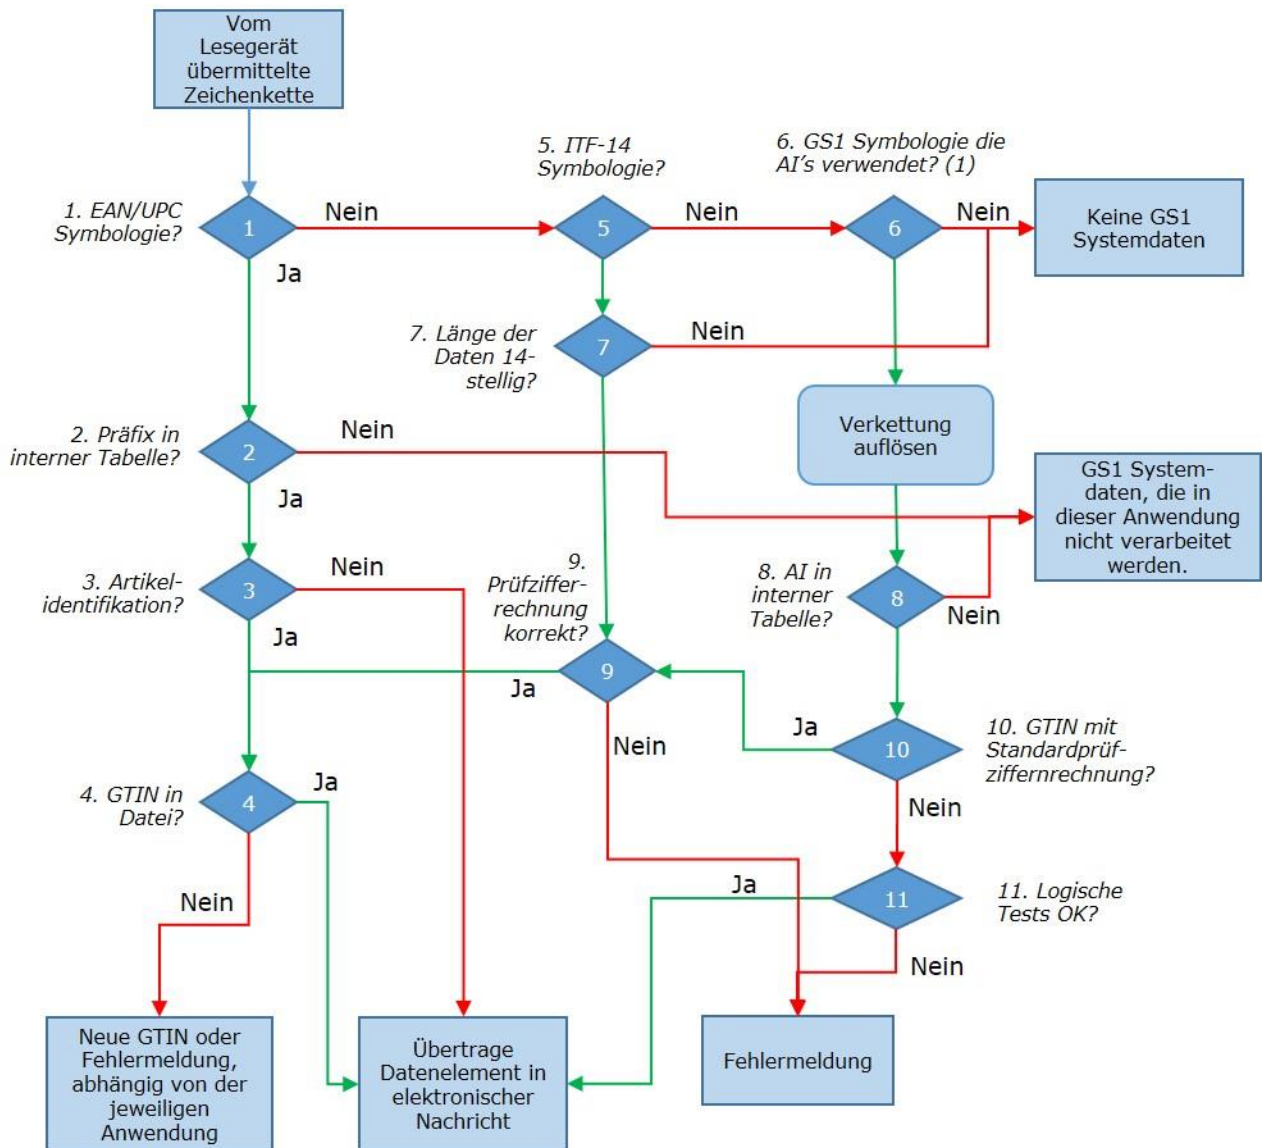 Vom
Lesegerät
übermittelte
Zeichenkette
5. ITF-14
Symbologie?
6. GS1 Symbologie die
AI's verwendet? (1)
1. EAN/UPC
Symbologie?
1
Nein
5
Nein
6
Nein
Keine GS1
Systemdaten
Ja
7. Länge der
Daten 14-
stellig?
7
Nein
2. Präfix in
interner Tabelle?
2
Nein
Verkettung
auflösen
GS1 System-
daten, die in
dieser Anwendung
nicht verarbeitet
werden.
Ja
3. Artikel-
identifikation?
3
Nein
9.
Prüfziffer-
rechnung
korrekt?
8. AI in
interner
Tabelle?
8
Nein
Ja
9
Ja
Nein
Ja
10
10. GTIN mit
Standardprüf-
ziffernrechnung?
4. GTIN in
Datei?
4
Ja
Nein
Nein
Ja
11
11. Logische
Tests OK?
Nein
Neue GTIN oder
Fehlermeldung,
abhängig von der
jeweiligen
Anwendung
Übertrage
Datenelement in
elektronischer
Nachricht
Fehlermeldung